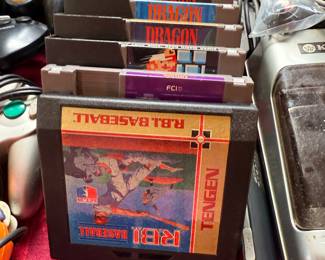 DRAGON
DRAGON
FCI
R.B.I. BASEBALL
TENGEN
RBI
BASEBALL